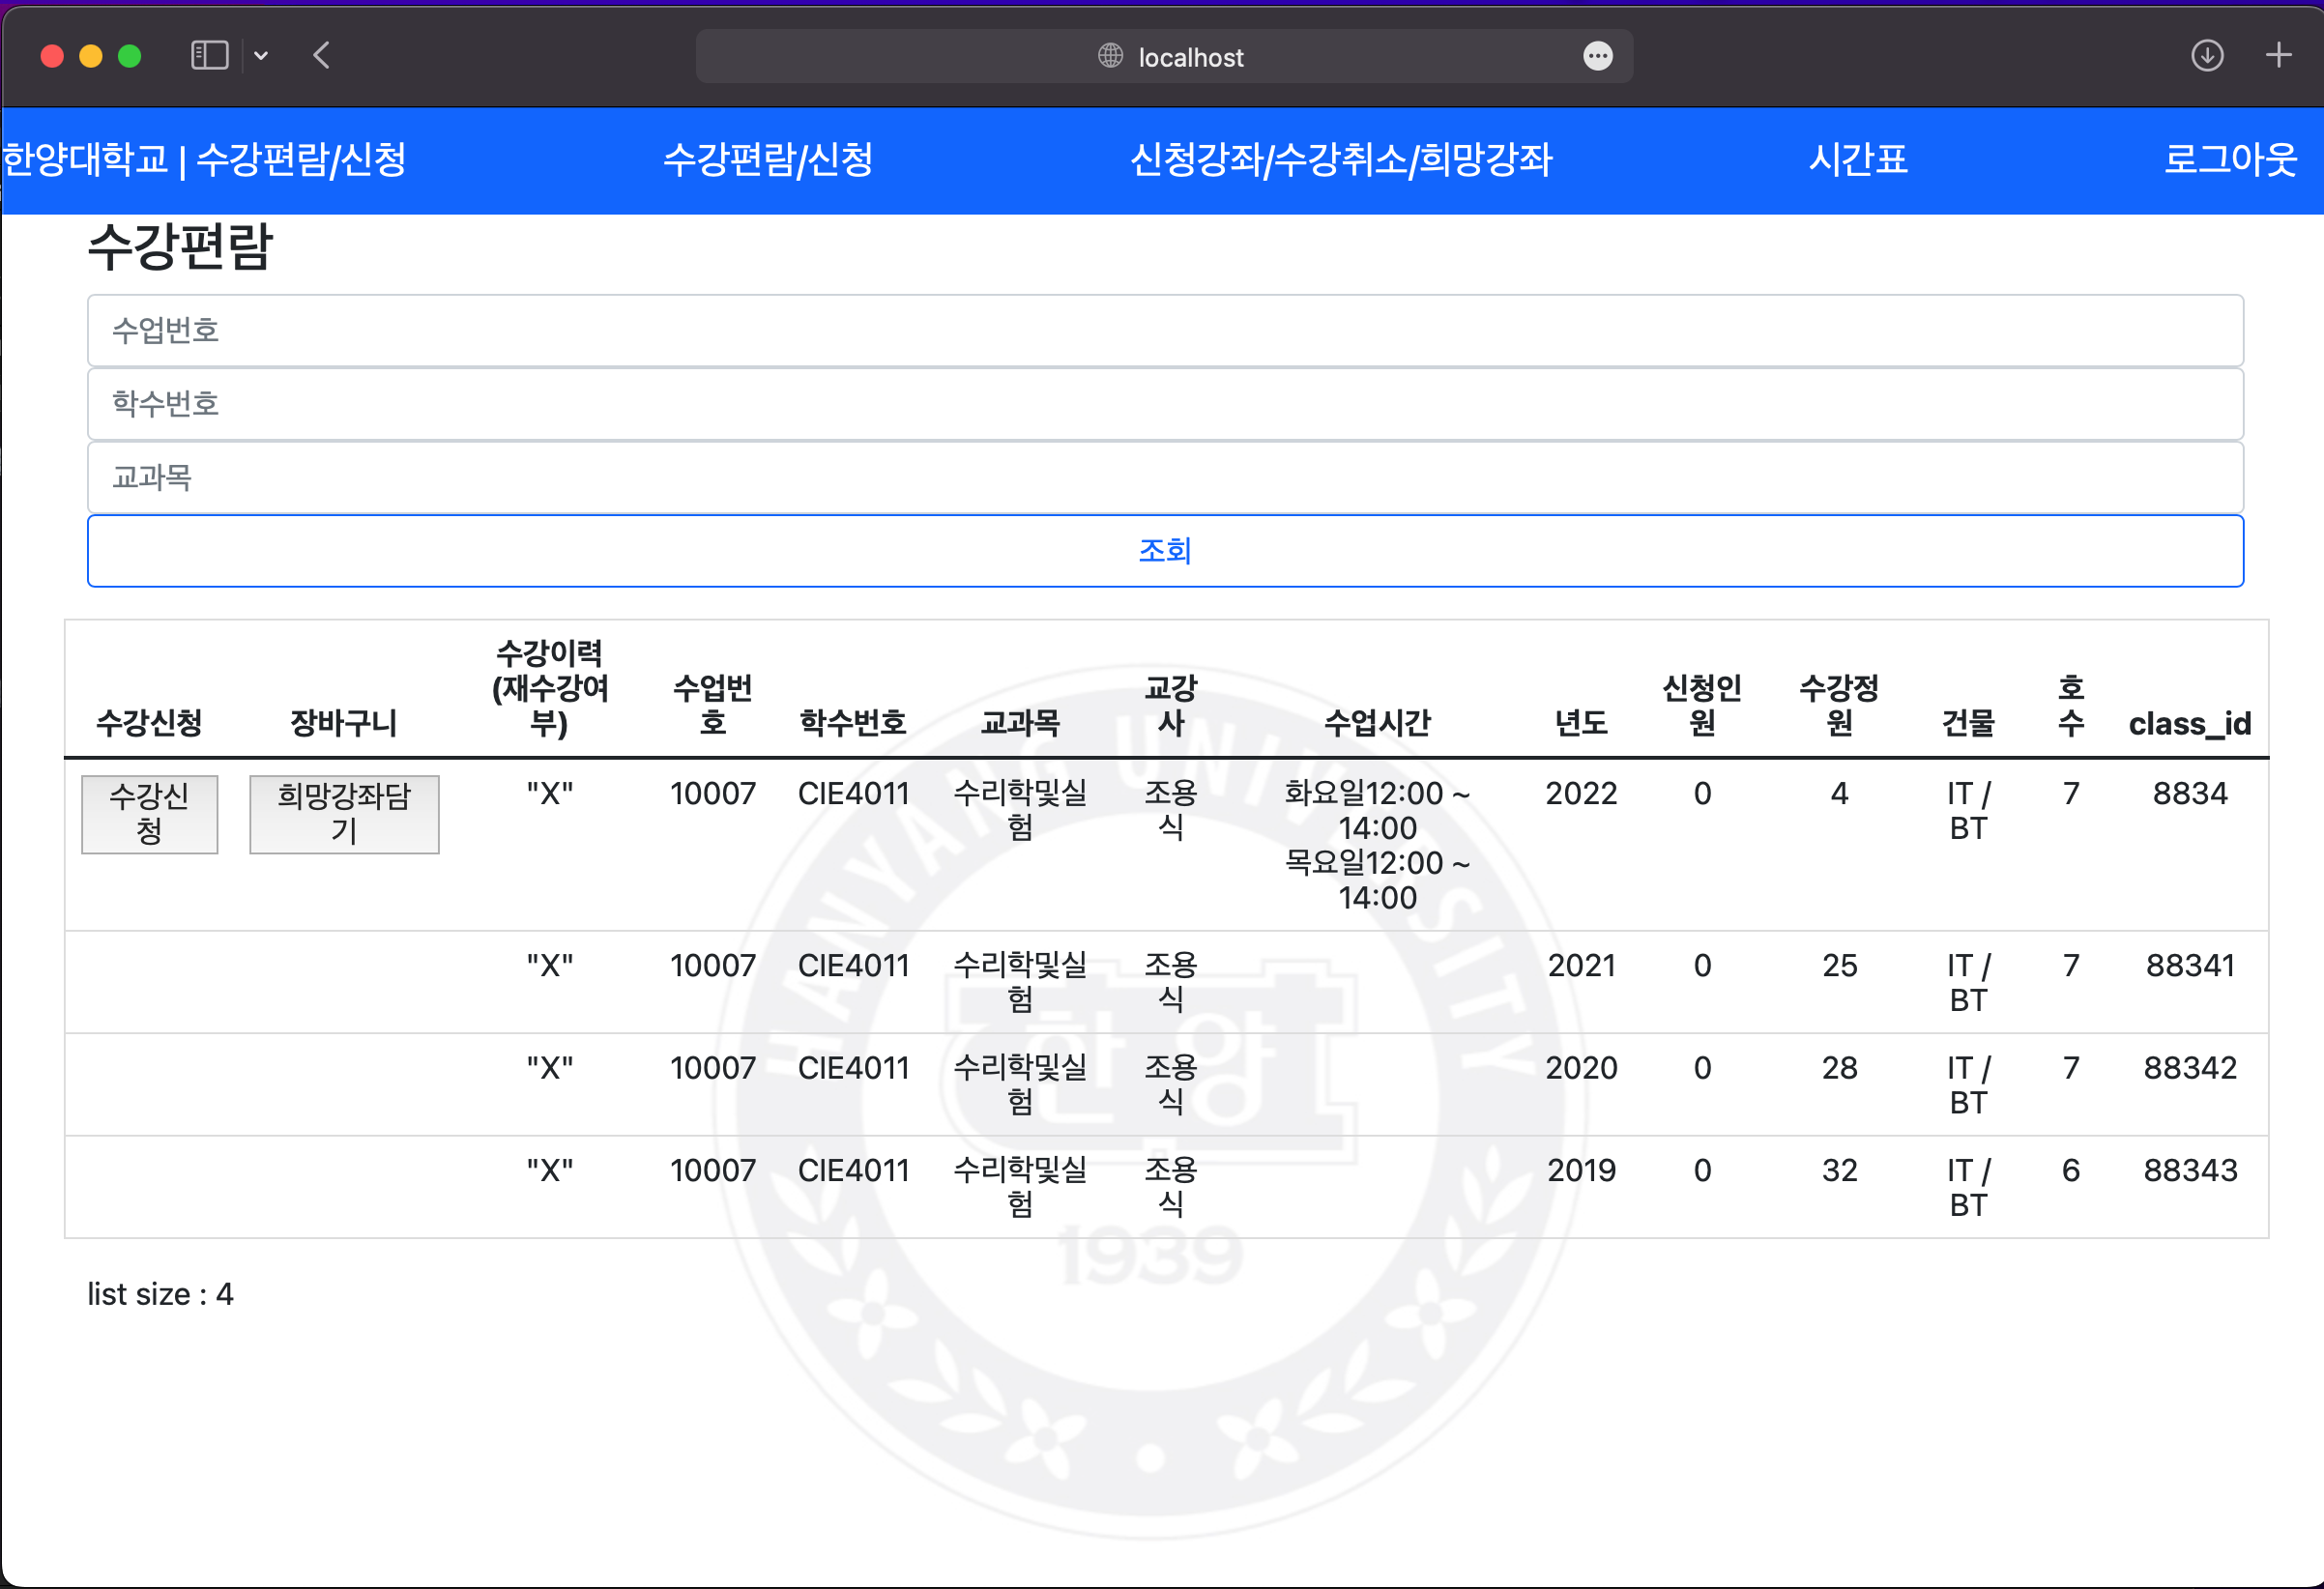 localhost
한양대학교 | 수강편람/신청 수강편람/신청 신청강좌/수강취소/희망강좌 시간표 로그아웃
수강편람
수업번호
학수번호
교과목
조회
수강신청 장바구니 수강이력(재수강여부) 수업번호 학수번호 교과목 교강사 수업시간 년도 신청인원 수강정원 건물 호수 class_id
수강신청 희망강좌담기 "X" 10007 CIE4011 수리학및실험 조용식 화요일12:00 ~ 14:00 목요일12:00 ~ 14:00 2022 0 4 IT / BT 7 8834
"X" 10007 CIE4011 수리학및실험 조용식 2021 0 25 IT / BT 7 88341
"X" 10007 CIE4011 수리학및실험 조용식 2020 0 28 IT / BT 7 88342
"X" 10007 CIE4011 수리학및실험 조용식 2019 0 32 IT / BT 6 88343
list size : 4
HANYANG UNIVERSITY
한양
1939